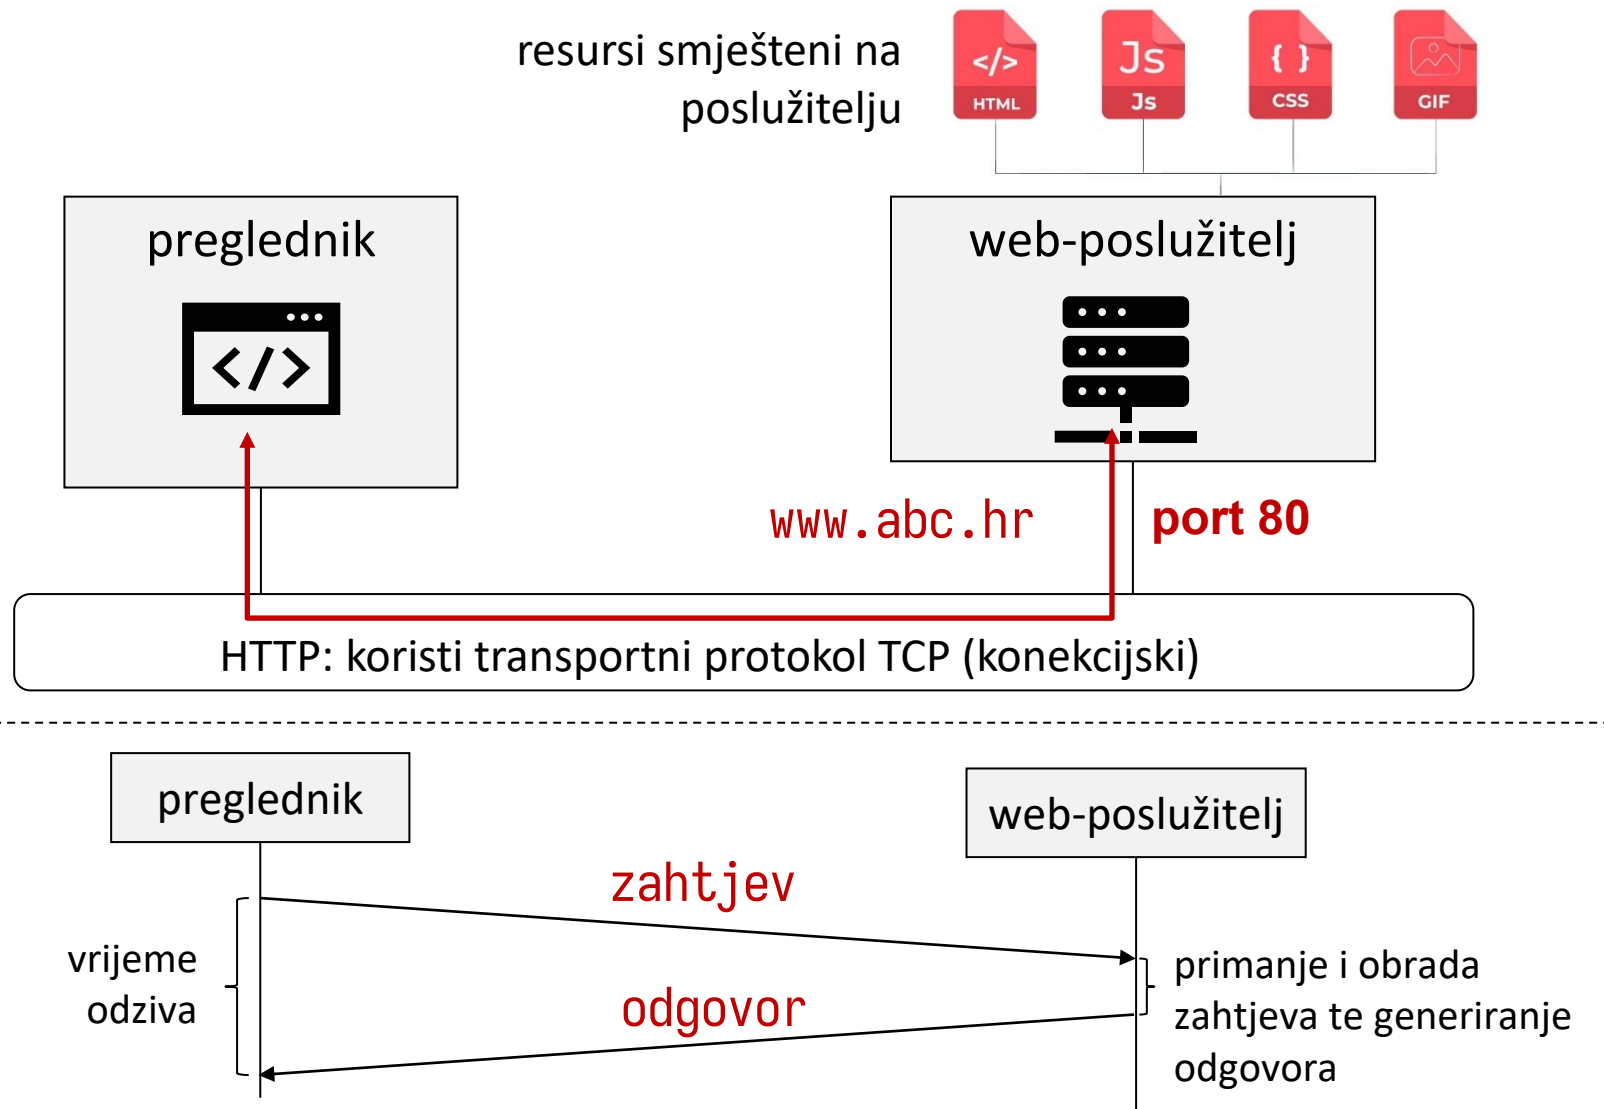 resursi smješteni na
poslužitelju
</>
HTML
Js
Js
{ }
CSS
GIF
preglednik
</>
web-poslužitelj
www.abc.hr
port 80
HTTP: koristi transportni protokol TCP (konekcijski)
preglednik
web-poslužitelj
zahtjev
vrijeme
odziva
odgovor
primanje i obrada
zahtjeva te generiranje
odgovora